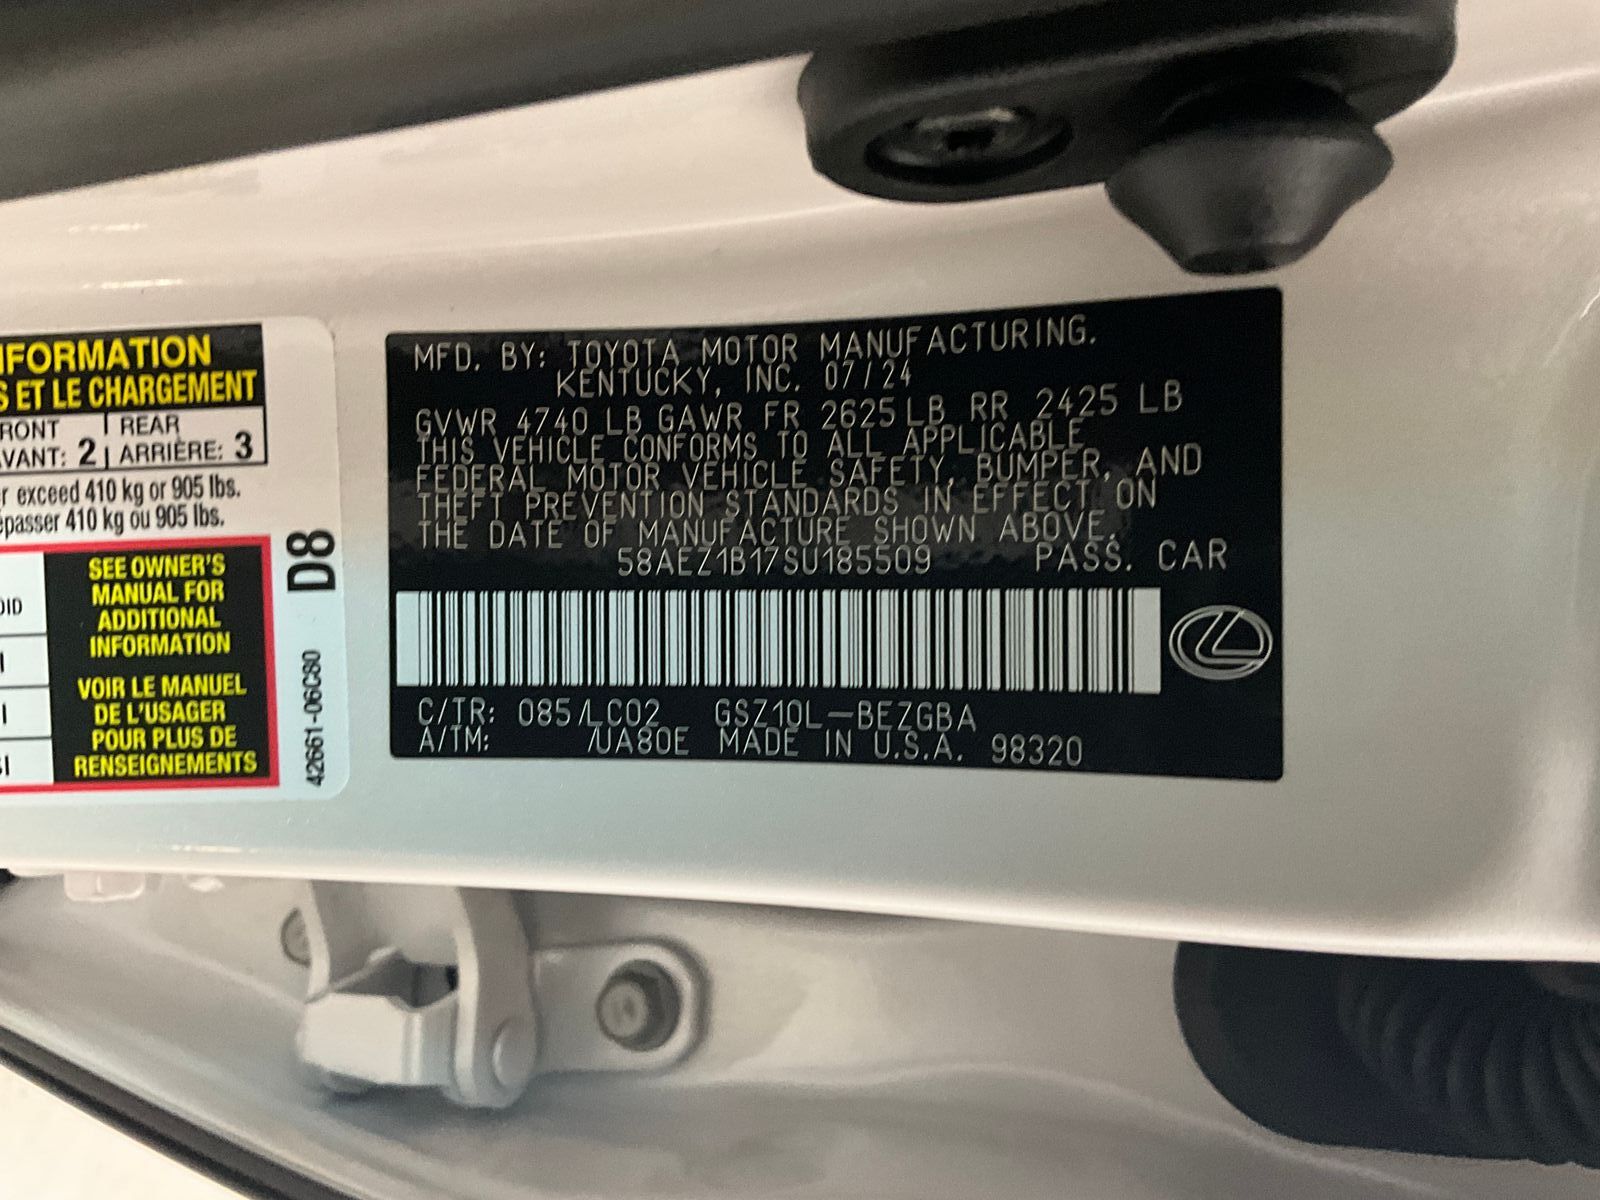 NFORMATION
S ET LE CHARGEMENT
RONT
VANT: 2
REAR
ARRIÈRE: 3
r exceed 410 kg or 905 lbs.
épasser 410 kg ou 905 lbs.
SEE OWNER'S
MANUAL FOR
ADDITIONAL
INFORMATION
VOIR LE MANUEL
DE L'USAGER
POUR PLUS DE
RENSEIGNEMENTS
D8
42661-06C80
MFD. BY: TOYOTA MOTOR MANUFACTURING.
KENTUCKY, INC. 07/24
GVWR 4740 LB GAWR FR 2625 LB RR 2425 LB
THIS VEHICLE CONFORMS TO ALL APPLICABLE
FEDERAL MOTOR VEHICLE SAFETY, BUMPER, AND
THEFT PREVENTION STANDARDS IN EFFECT ON
THE DATE OF MANUFACTURE SHOWN ABOVE.
58AEZ1B17SU185509 PASS. CAR
C/TR: 085/LC02 GSZ10L-BEZGBA
A/TM: /UA80E MADE IN U.S.A. 98320